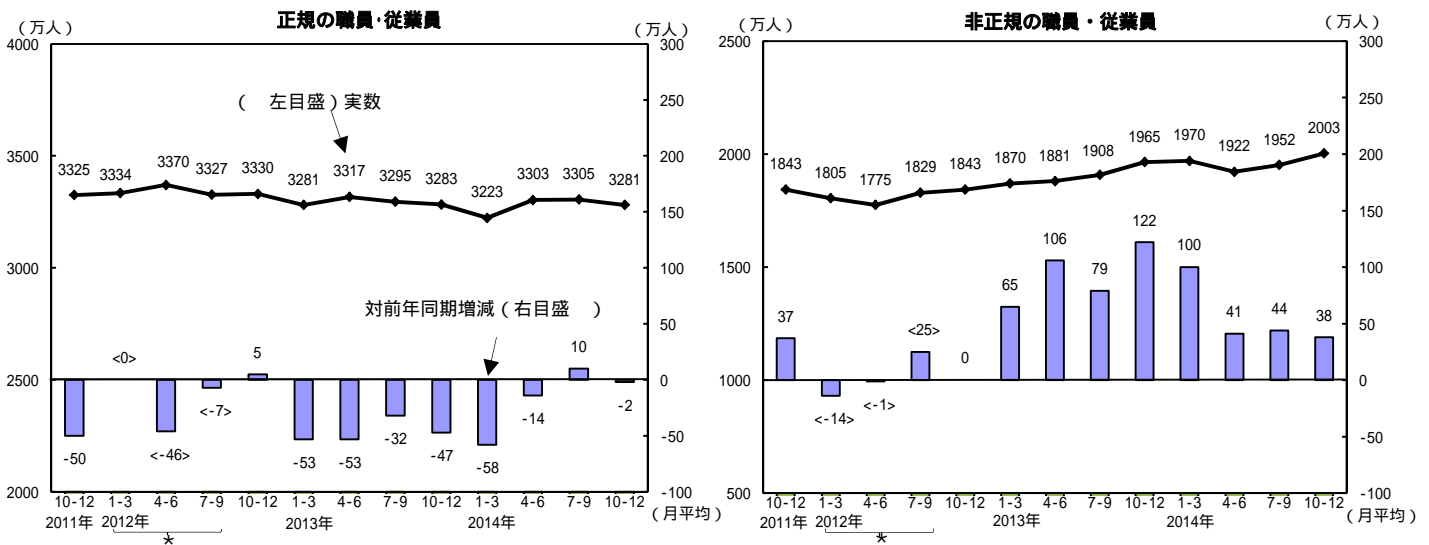 正規の職員･従業員
（万人）
（万人）
4000
3500
3000
2500
2000
300
250
200
150
100
50
0
-50
-100
（　左目盛）実数
3325 3334 3370 3327 3330 3281 3317 3295 3283 3223 3303 3305 3281
対前年同期増減（右目盛　）
-50 <0> <-46> <-7> 5 -53 -53 -32 -47 -58 -14 10 -2
10-12 1-3 4-6 7-9 10-12 1-3 4-6 7-9 10-12 1-3 4-6 7-9 10-12
2011年 2012年 2013年 2014年 （月平均）
*
非正規の職員・従業員
（万人）
（万人）
2500
2000
1500
1000
500
300
250
200
150
100
50
0
-50
-100
1843 1805 1775 1829 1843 1870 1881 1908 1965 1970 1922 1952 2003
37 <-14> <-1> <25> 0 65 106 79 122 100 41 44 38
10-12 1-3 4-6 7-9 10-12 1-3 4-6 7-9 10-12 1-3 4-6 7-9 10-12
2011年 2012年 2013年 2014年 （月平均）
*